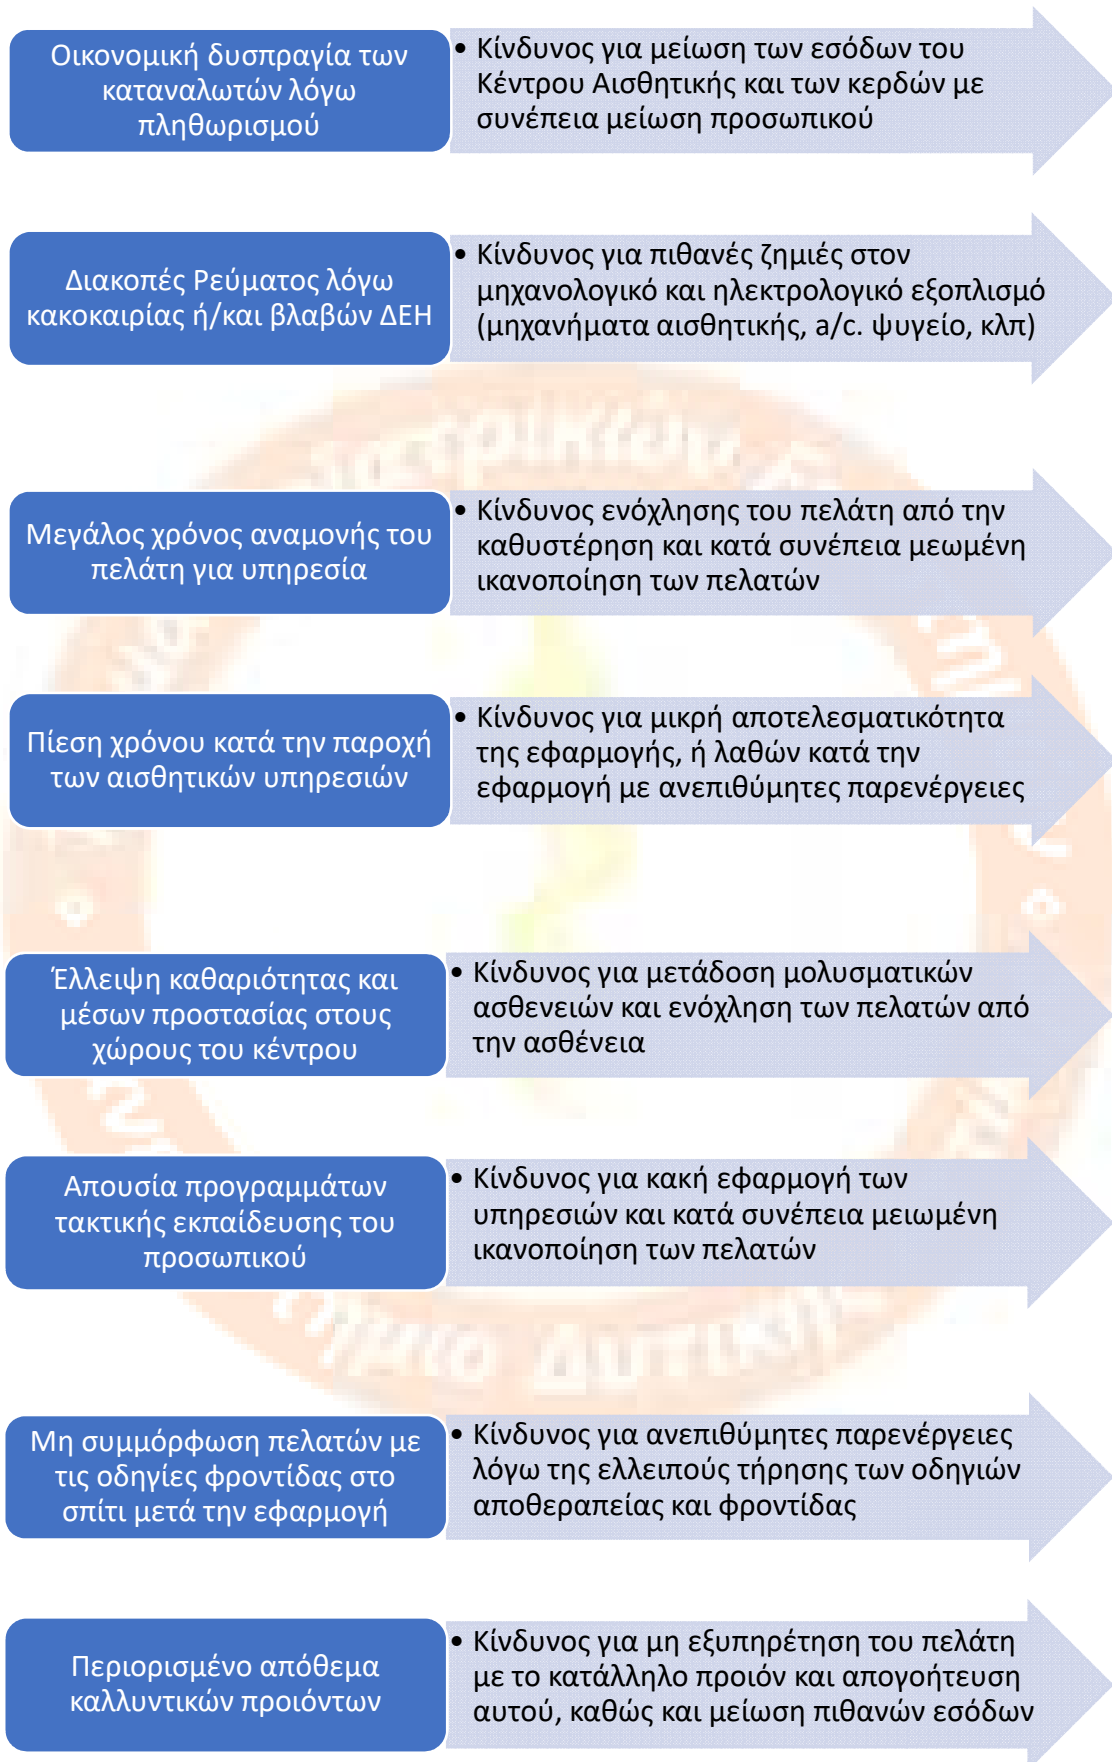 Οικονομική δυσπραγία των
καταναλωτών λόγω
πληθωρισμού
• Κίνδυνος για μείωση των εσόδων του
Κέντρου Αισθητικής και των κερδών με
συνέπεια μείωση προσωπικού
Διακοπές Ρεύματος λόγω
κακοκαιρίας ή/και βλαβών ΔΕΗ
• Κίνδυνος για πιθανές ζημιές στον
μηχανολογικό και ηλεκτρολογικό εξοπλισμό
(μηχανήματα αισθητικής, a/c. ψυγείο, κλπ)
Μεγάλος χρόνος αναμονής του
πελάτη για υπηρεσία
• Κίνδυνος ενόχλησης του πελάτη από την
καθυστέρηση και κατά συνέπεια μεωμένη
ικανοποίηση των πελατών
Πίεση χρόνου κατά την παροχή
των αισθητικών υπηρεσιών
• Κίνδυνος για μικρή αποτελεσματικότητα
της εφαρμογής, ή λαθών κατά την
εφαρμογή με ανεπιθύμητες παρενέργειες
Έλλειψη καθαριότητας και
μέσων προστασίας στους
χώρους του κέντρου
• Κίνδυνος για μετάδοση μολυσματικών
ασθενειών και ενόχληση των πελατών από
την ασθένεια
Απουσία προγραμμάτων
τακτικής εκπαίδευσης του
προσωπικού
• Κίνδυνος για κακή εφαρμογή των
υπηρεσιών και κατά συνέπεια μειωμένη
ικανοποίηση των πελατών
Μη συμμόρφωση πελατών με
τις οδηγίες φροντίδας στο
σπίτι μετά την εφαρμογή
• Κίνδυνος για ανεπιθύμητες παρενέργειες
λόγω της ελλειπούς τήρησης των οδηγιών
αποθεραπείας και φροντίδας
Περιορισμένο απόθεμα
καλλυντικών προιόντων
• Κίνδυνος για μη εξυπηρέτηση του πελάτη
με το κατάλληλο προιόν και απογοήτευση
αυτού, καθώς και μείωση πιθανών εσόδων